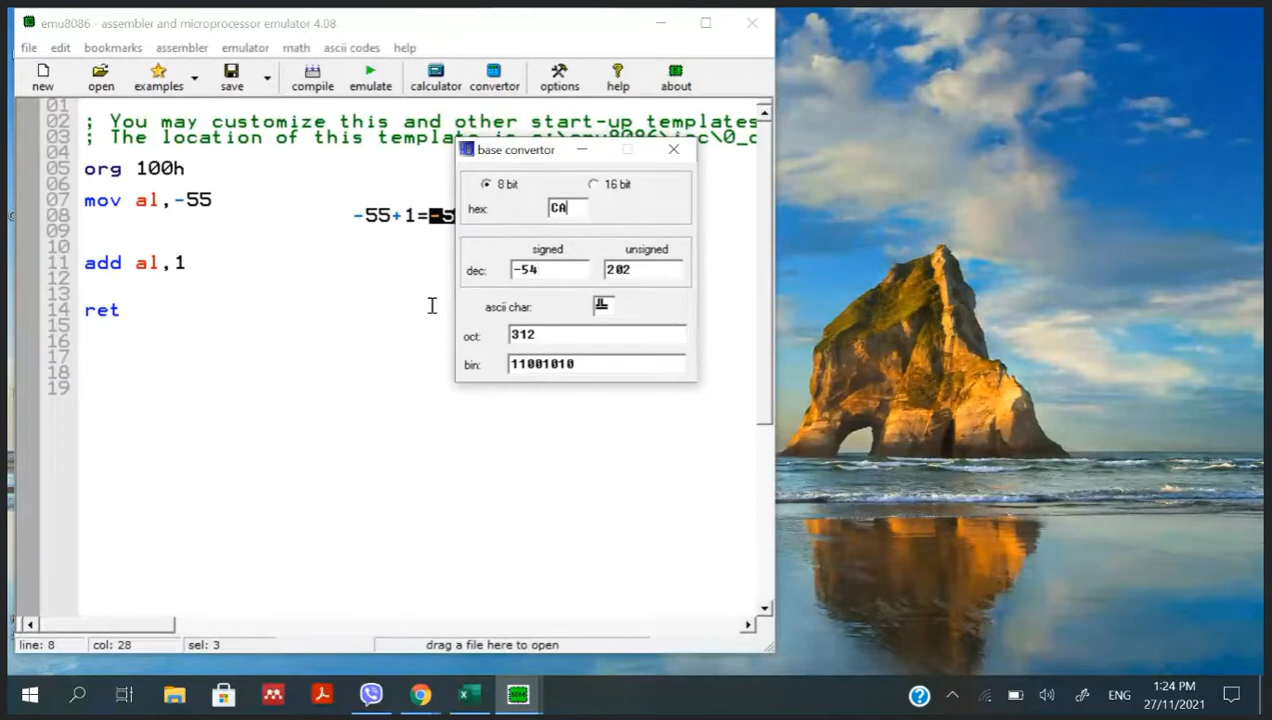 emu8086 - assembler and microprocessor emulator 4.08
file edit bookmarks assembler emulator math ascii codes help
new open examples save compile emulate calculator convertor options help about
01
02 ; You may customize this and other start-up templates
03 ; The location of this template is
04
05 org 100h
06
07 mov al,-55
08 -55+1=-5
09
10
11 add al,1
12
13
14 ret
15
16
17
18
19
base convertor
8 bit 16 bit
hex: CA
signed unsigned
dec: -54 202
ascii char: ╩
oct: 312
bin: 11001010
line: 8 col: 28 sel: 3 drag a file here to open
ENG
1:24 PM
27/11/2021